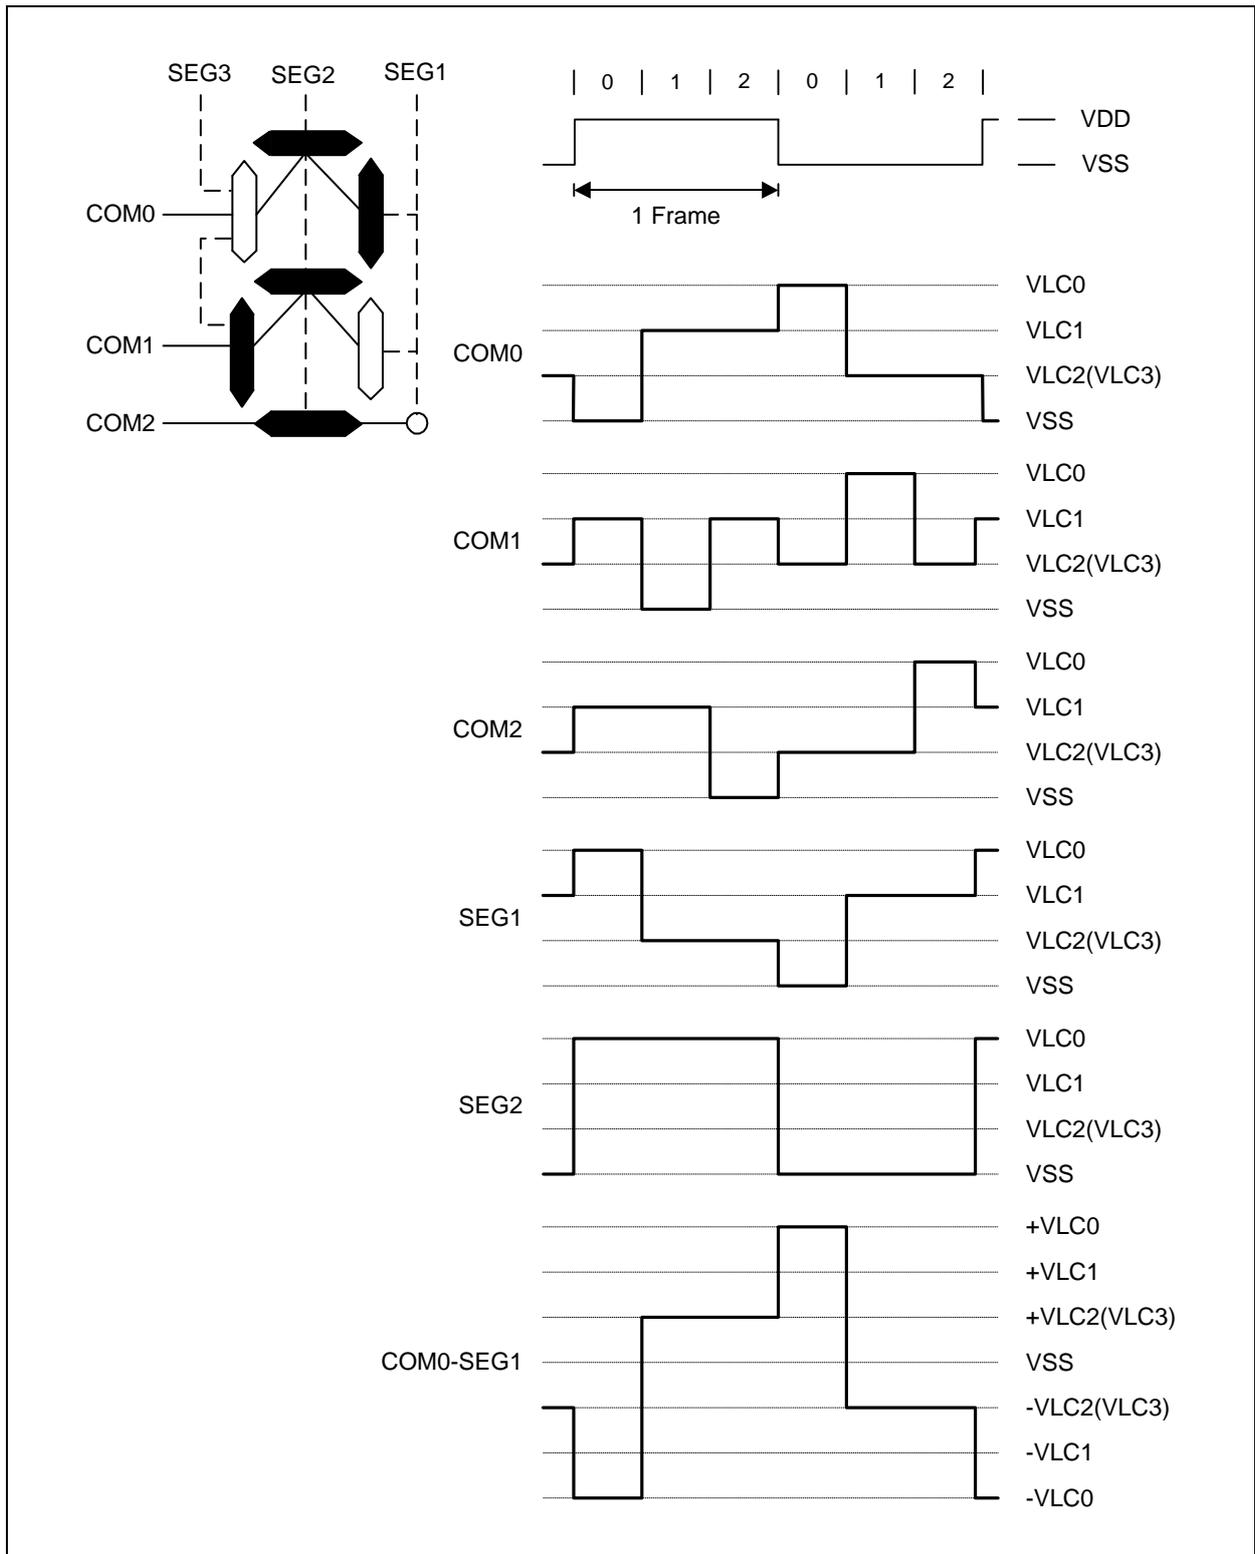 SEG3 SEG2 SEG1
COM0
COM1
COM2
0 1 2 0 1 2
VDD
VSS
1 Frame
COM0
VLC0
VLC1
VLC2(VLC3)
VSS
COM1
VLC0
VLC1
VLC2(VLC3)
VSS
COM2
VLC0
VLC1
VLC2(VLC3)
VSS
SEG1
VLC0
VLC1
VLC2(VLC3)
VSS
SEG2
VLC0
VLC1
VLC2(VLC3)
VSS
COM0-SEG1
+VLC0
+VLC1
+VLC2(VLC3)
VSS
-VLC2(VLC3)
-VLC1
-VLC0